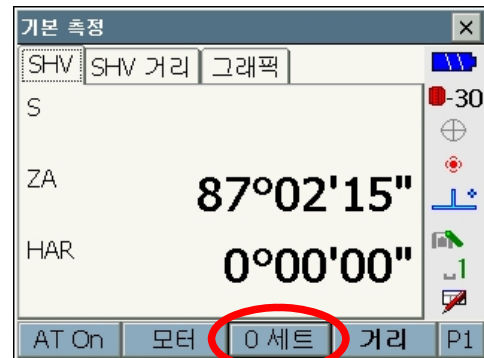 기본 측정
SHV SHV 거리 그래픽
S
-30
ZA 87°02'15"
HAR 0°00'00"
1
AT On 모터 0 세트 거리 P1